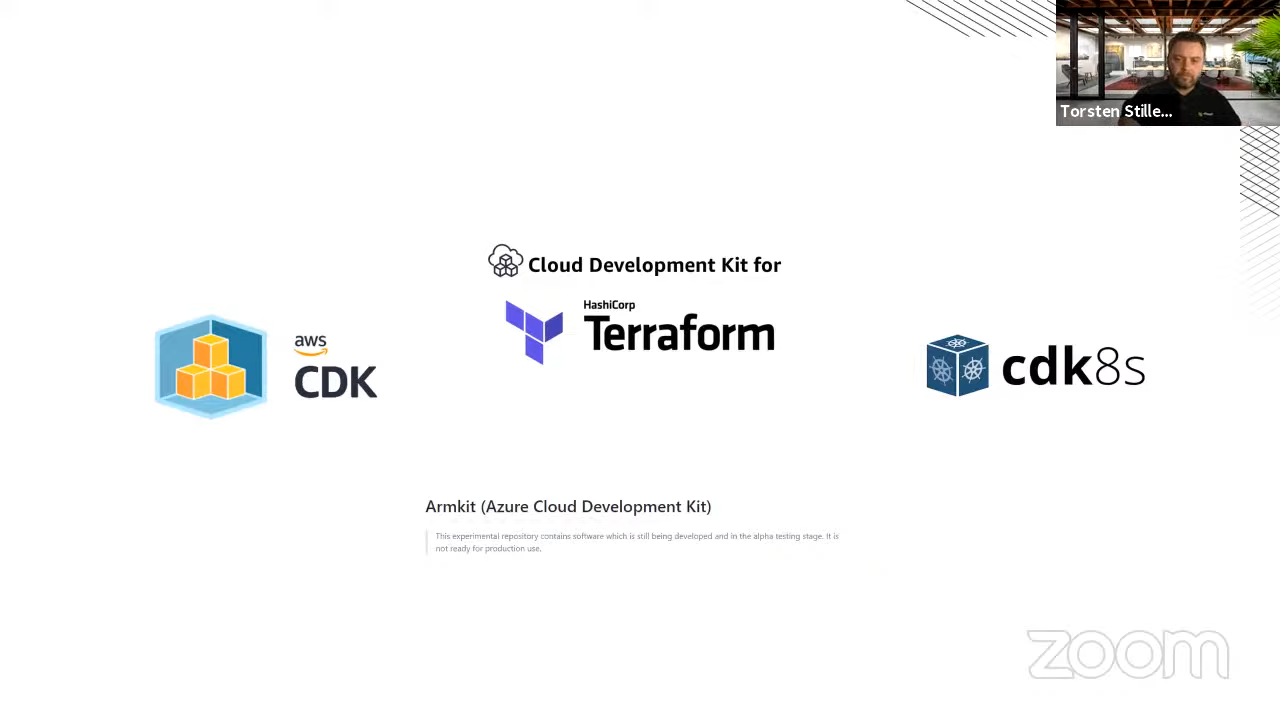 Torsten Stille...
Cloud Development Kit for
HashiCorp
Terraform
aws
CDK
cdk8s
Armkit (Azure Cloud Development Kit)
This experimental repository contains software which is still being developed and in the alpha testing stage. It is
not ready for production use.
zoom